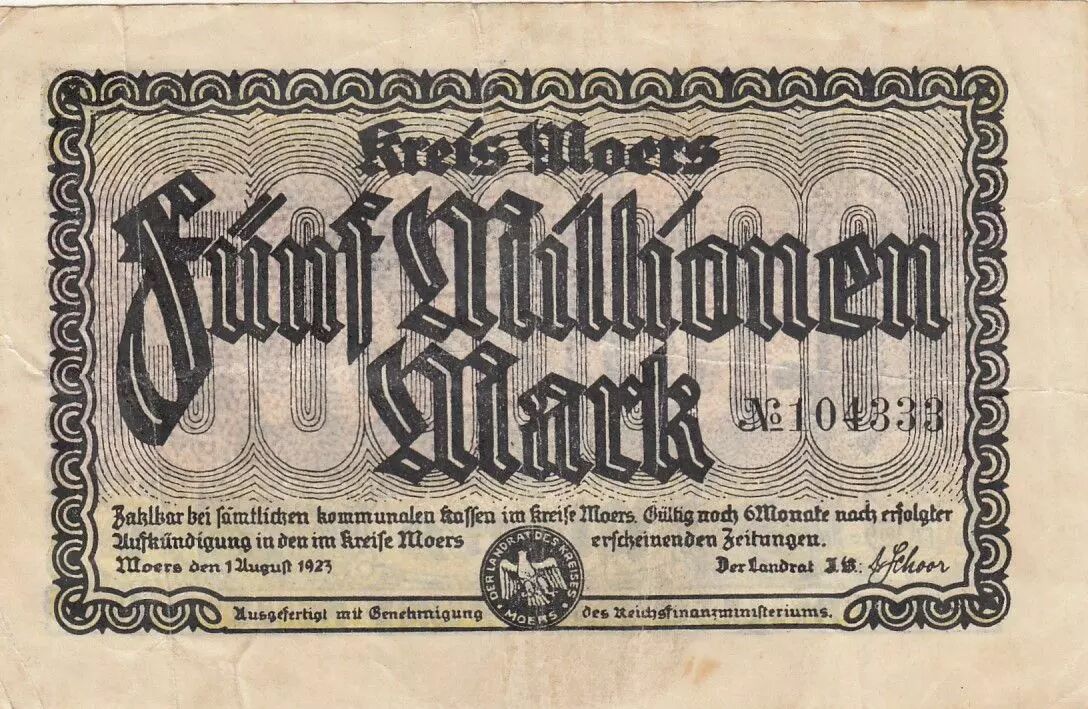 Kreis Moers
Fünf Millionen
Mark
№ 104333
Zahlbar bei sämtlichen kommunalen Kassen im Kreise Moers. Gültig noch 6 Monate nach erfolgter
Aufkündigung in den im Kreise Moers erscheinenden Zeitungen.
Moers den 1 August 1923
Der Landrat I.V.:
DER LANDRAT DES KREISES
MOERS
Ausgefertigt mit Genehmigung des Reichsfinanzministeriums.